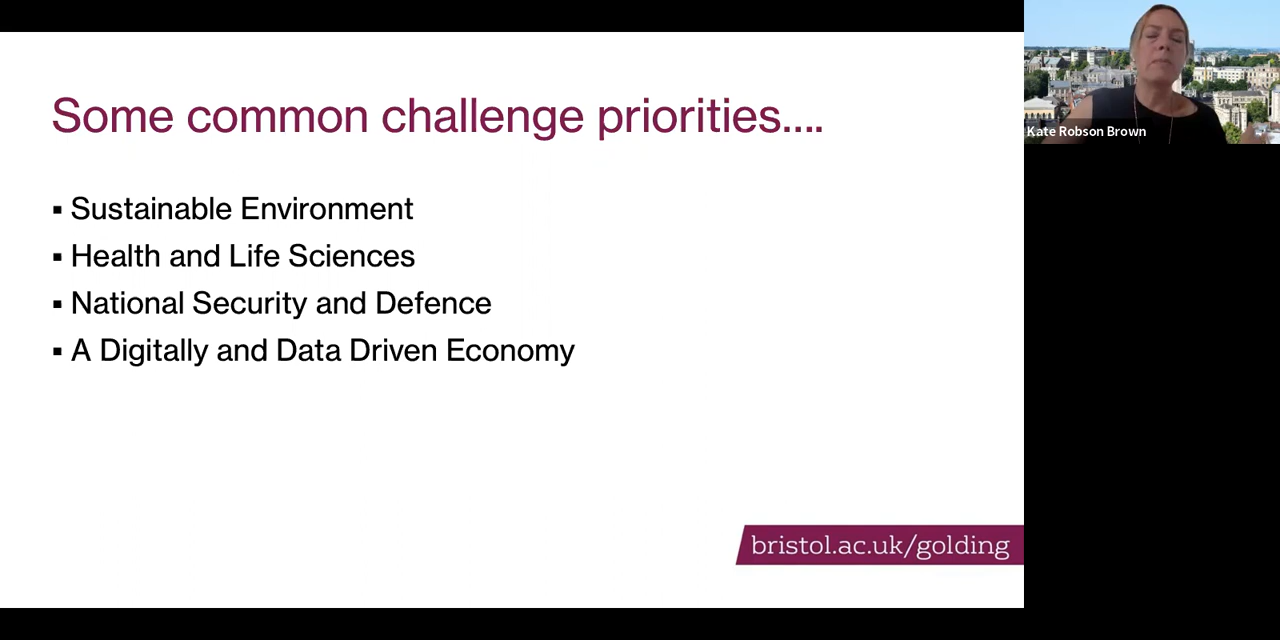 Some common challenge priorities....
▪ Sustainable Environment
▪ Health and Life Sciences
▪ National Security and Defence
▪ A Digitally and Data Driven Economy
bristol.ac.uk/golding
Kate Robson Brown